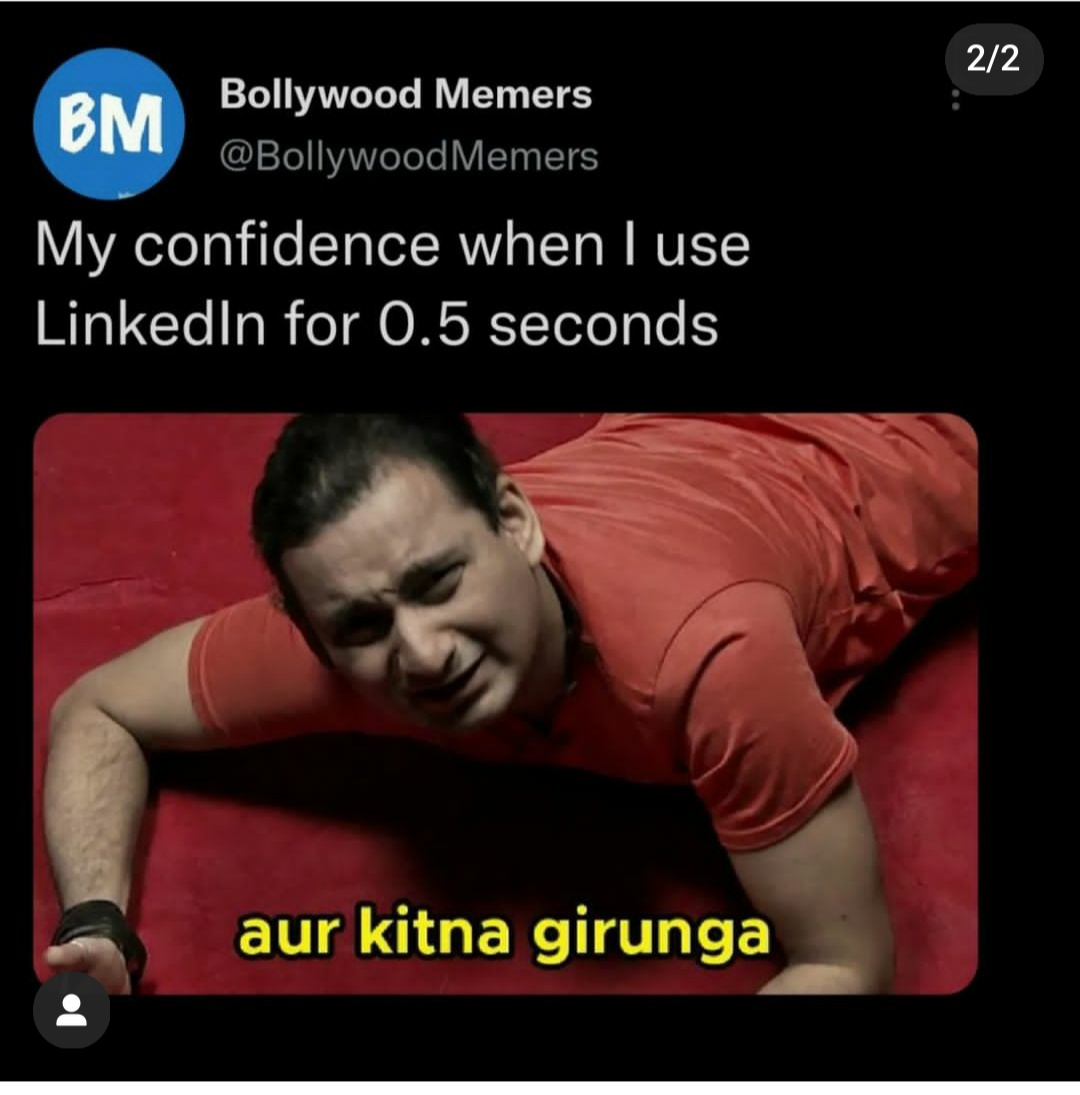 BM
Bollywood Memers
@BollywoodMemers
2/2
My confidence when I use
LinkedIn for 0.5 seconds
aur kitna girunga